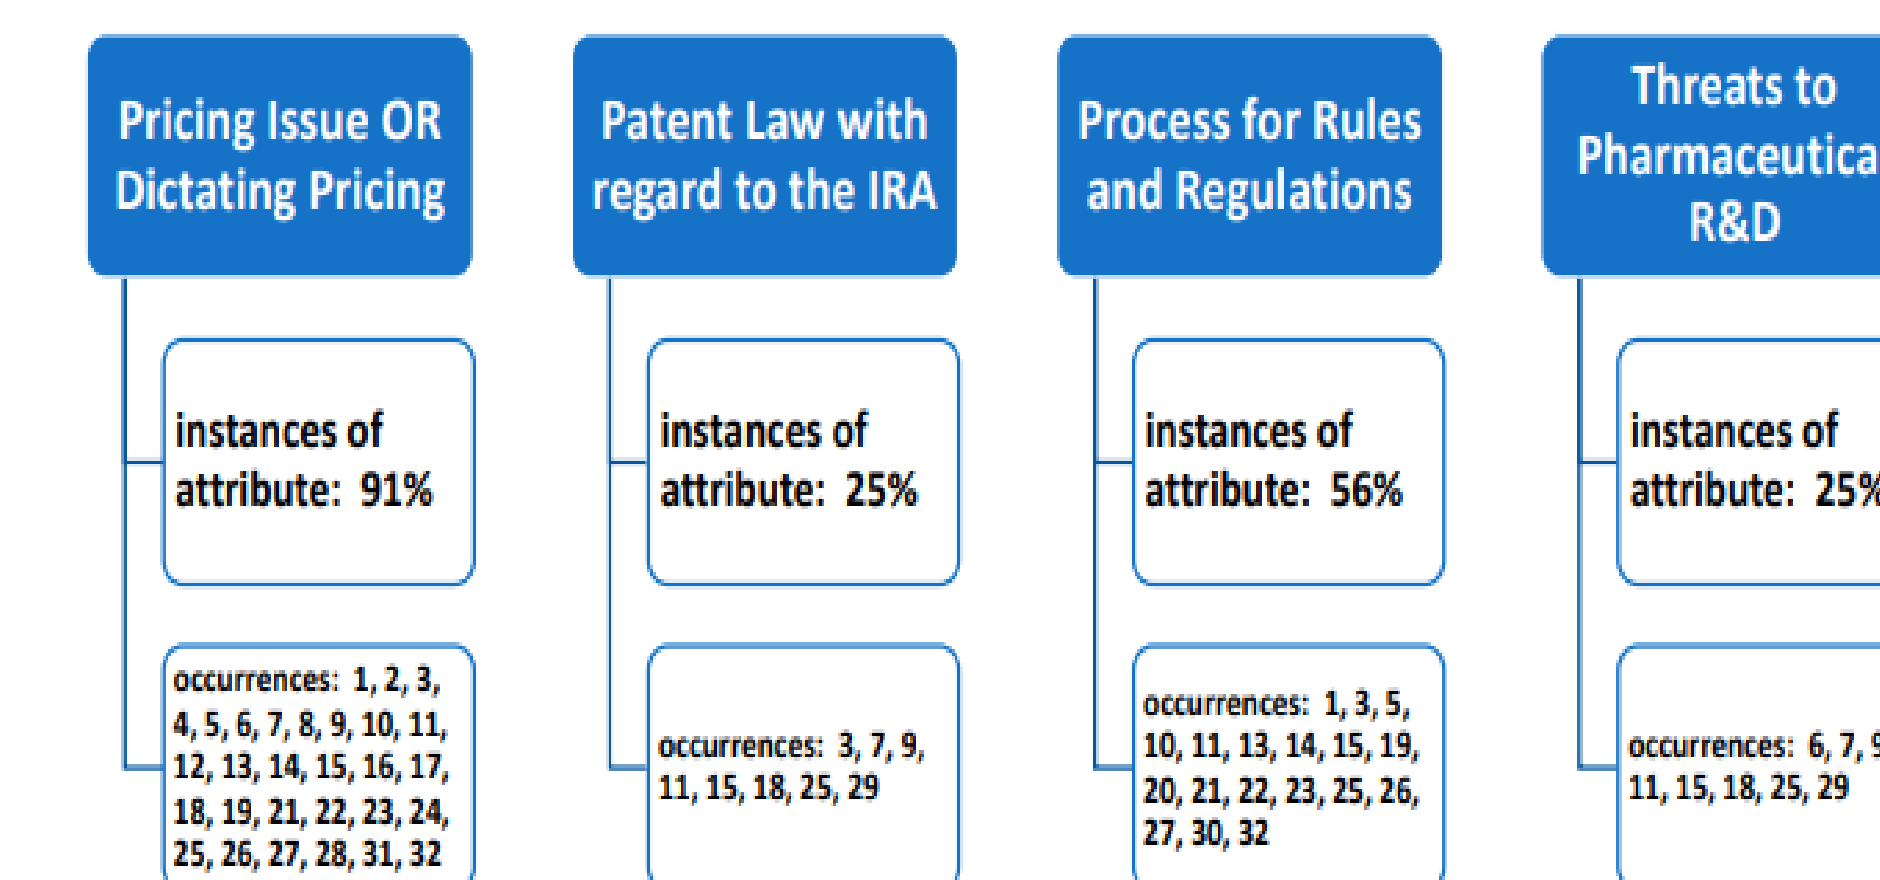 Pricing Issue OR
Dictating Pricing
instances of
attribute: 91%
occurrences: 1, 2, 3,
4, 5, 6, 7, 8, 9, 10, 11,
12, 13, 14, 15, 16, 17,
18, 19, 21, 22, 23, 24,
25, 26, 27, 28, 31, 32
Patent Law with
regard to the IRA
instances of
attribute: 25%
occurrences: 3, 7, 9,
11, 15, 18, 25, 29
Process for Rules
and Regulations
instances of
attribute: 56%
occurrences: 1, 3, 5,
10, 11, 13, 14, 15, 19,
20, 21, 22, 23, 25, 26,
27, 30, 32
Threats to
Pharmaceutica
R&D
instances of
attribute: 25%
occurrences: 6, 7, 9
11, 15, 18, 25, 29